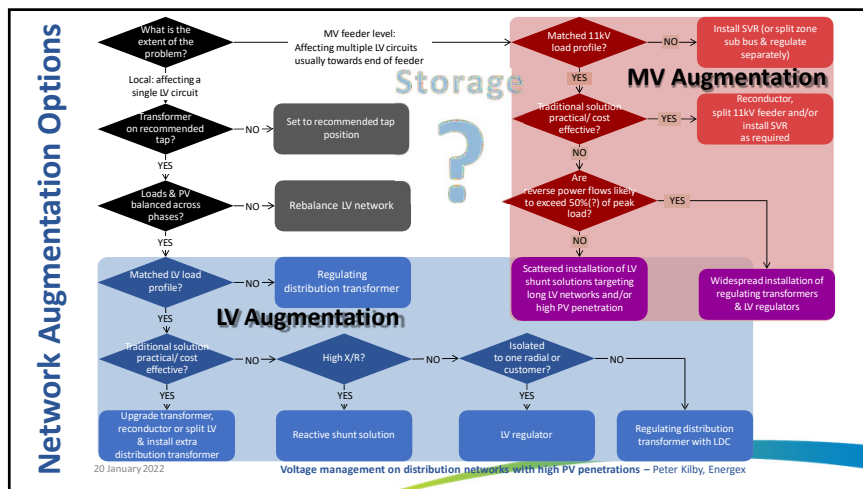 Network Augmentation Options
What is the
extent of the
problem?
MV feeder level:
Affecting multiple LV circuits
usually towards end of feeder
Matched 11kV
load profile?
NO
Install SVR (or split zone
sub bus & regulate
separately)
Local: affecting a
single LV circuit
Storage
?
YES
MV Augmentation
Transformer
on recommended
tap?
NO
Set to recommended tap
position
Traditional solution
practical/ cost
effective?
YES
Reconductor,
split 11kV feeder and/or
install SVR
as required
YES
NO
Loads & PV
balanced across
phases?
NO
Rebalance LV network
Are
reverse power flows likely
to exceed 50%(?) of peak
load?
YES
YES
NO
Matched LV load
profile?
NO
Regulating
distribution transformer
Scattered installation of LV
shunt solutions targeting
long LV networks and/or
high PV penetration
Widespread installation of
regulating transformers
& LV regulators
LV Augmentation
YES
Traditional solution
practical/ cost
effective?
NO
High X/R?
NO
Isolated
to one radial or
customer?
NO
YES
YES
YES
Upgrade transformer,
reconductor or split LV
& install extra
distribution transformer
Reactive shunt solution
LV regulator
Regulating distribution
transformer with LDC
20 January 2022
Voltage management on distribution networks with high PV penetrations – Peter Kilby, Energex